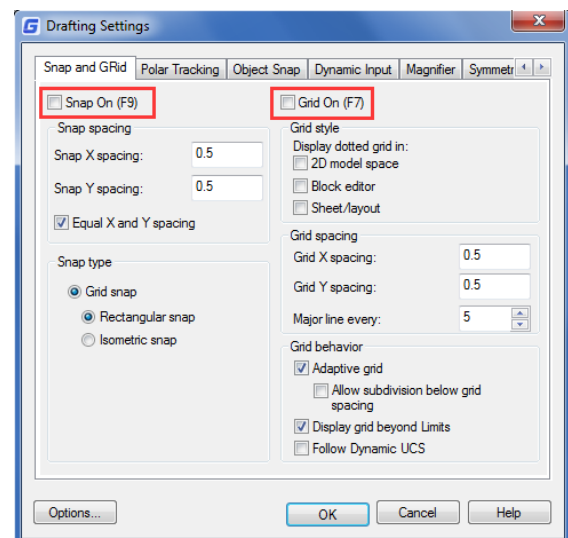 Drafting Settings
Snap and GRid
Polar Tracking
Object Snap
Dynamic Input
Magnifier
Symmetr
Snap On (F9)
Snap spacing
Snap X spacing:
0.5
Snap Y spacing:
0.5
Equal X and Y spacing
Snap type
Grid snap
Rectangular snap
Isometric snap
Grid On (F7)
Grid style
Display dotted grid in:
2D model space
Block editor
Sheet/layout
Grid spacing
Grid X spacing:
0.5
Grid Y spacing:
0.5
Major line every:
5
Grid behavior
Adaptive grid
Allow subdivision below grid
spacing
Display grid beyond Limits
Follow Dynamic UCS
Options...
OK
Cancel
Help